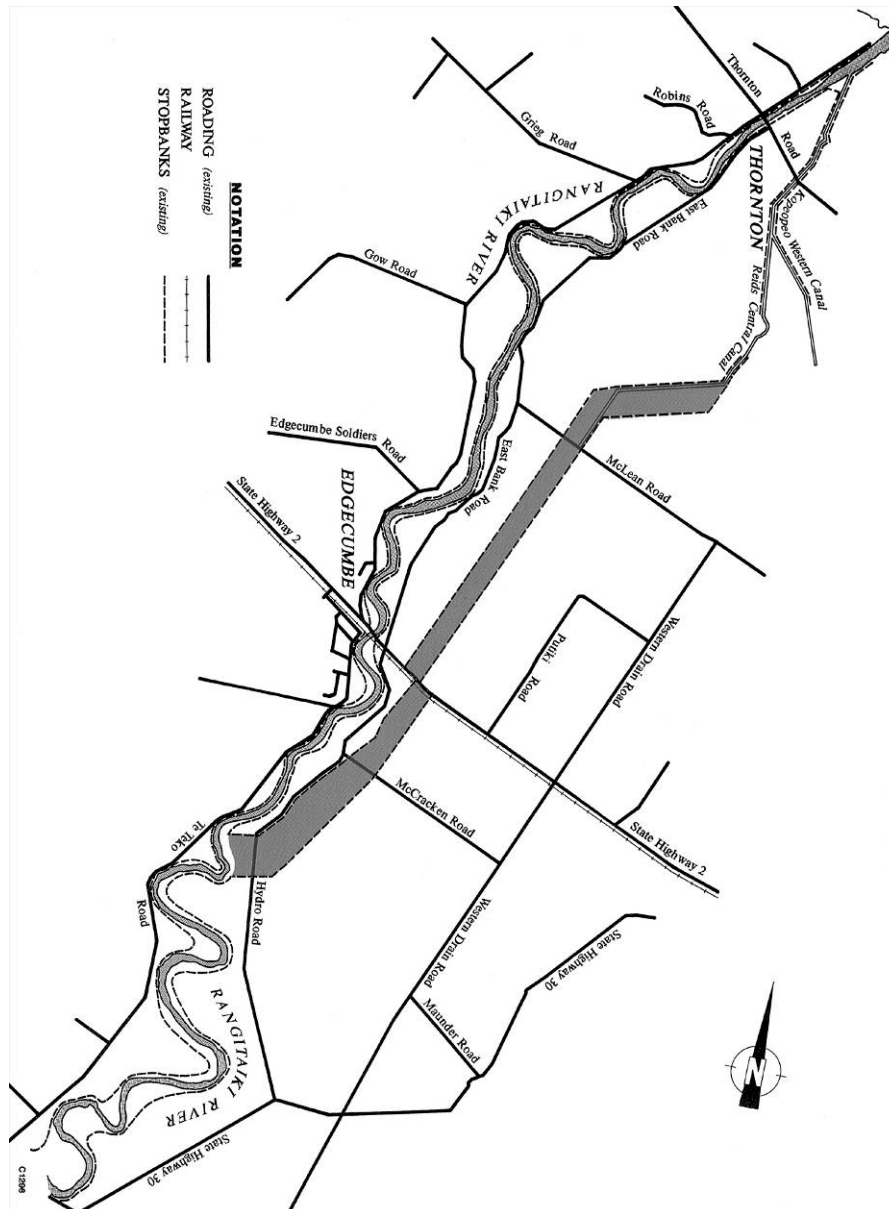 Thornton
Road
THORNTON
Robins Road
Grieg Road
RANGITAIKI RIVER
East Bank Road
Kopeopeo Western Canal
Reids Central Canal
Gow Road
NOTATION
ROADING (existing)
RAILWAY
STOPBANKS (existing)
McLean Road
East Bank Road
Edgecumbe Soldiers Road
EDGECUMBE
State Highway 2
Western Drain Road
Putiki Road
McCracken Road
State Highway 2
Te Teko
Road
Hydro Road
Western Drain Road
State Highway 30
Maunder Road
RANGITAIKI RIVER
State Highway 30
N
C1296